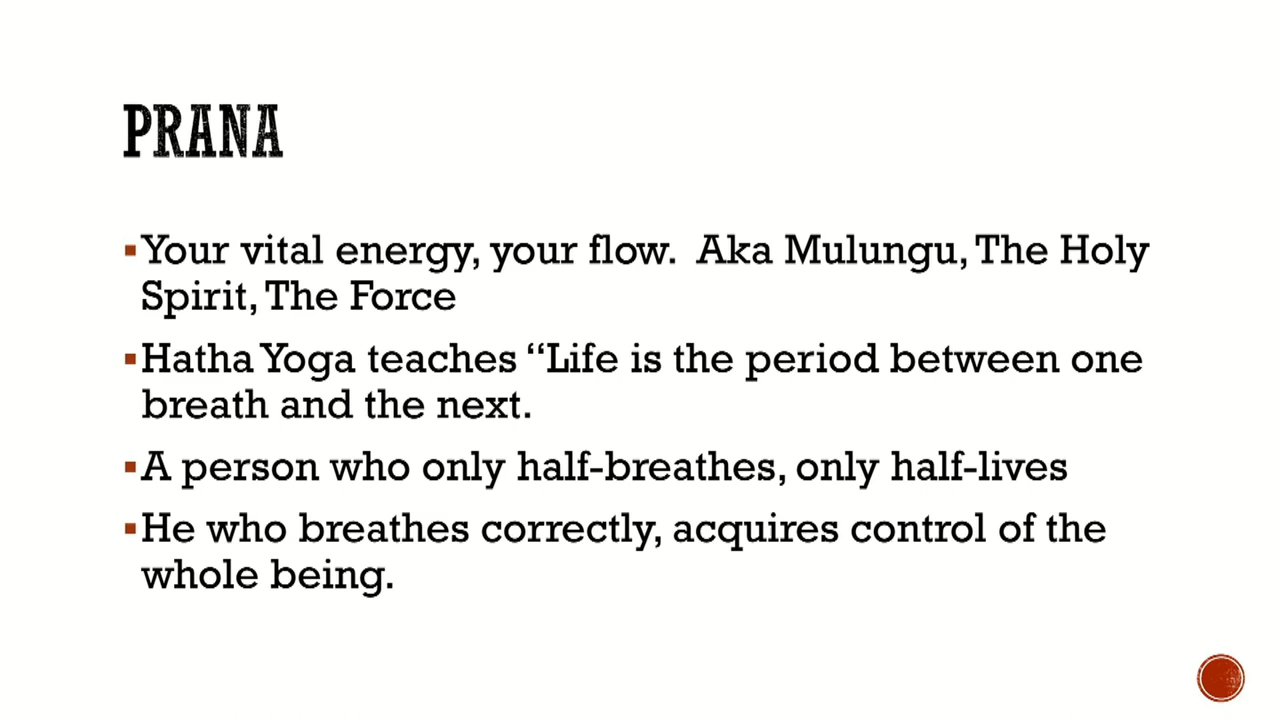 PRANA
▪Your vital energy, your flow.  Aka Mulungu, The Holy
Spirit, The Force
▪Hatha Yoga teaches “Life is the period between one
breath and the next.
▪A person who only half-breathes, only half-lives
▪He who breathes correctly, acquires control of the
whole being.